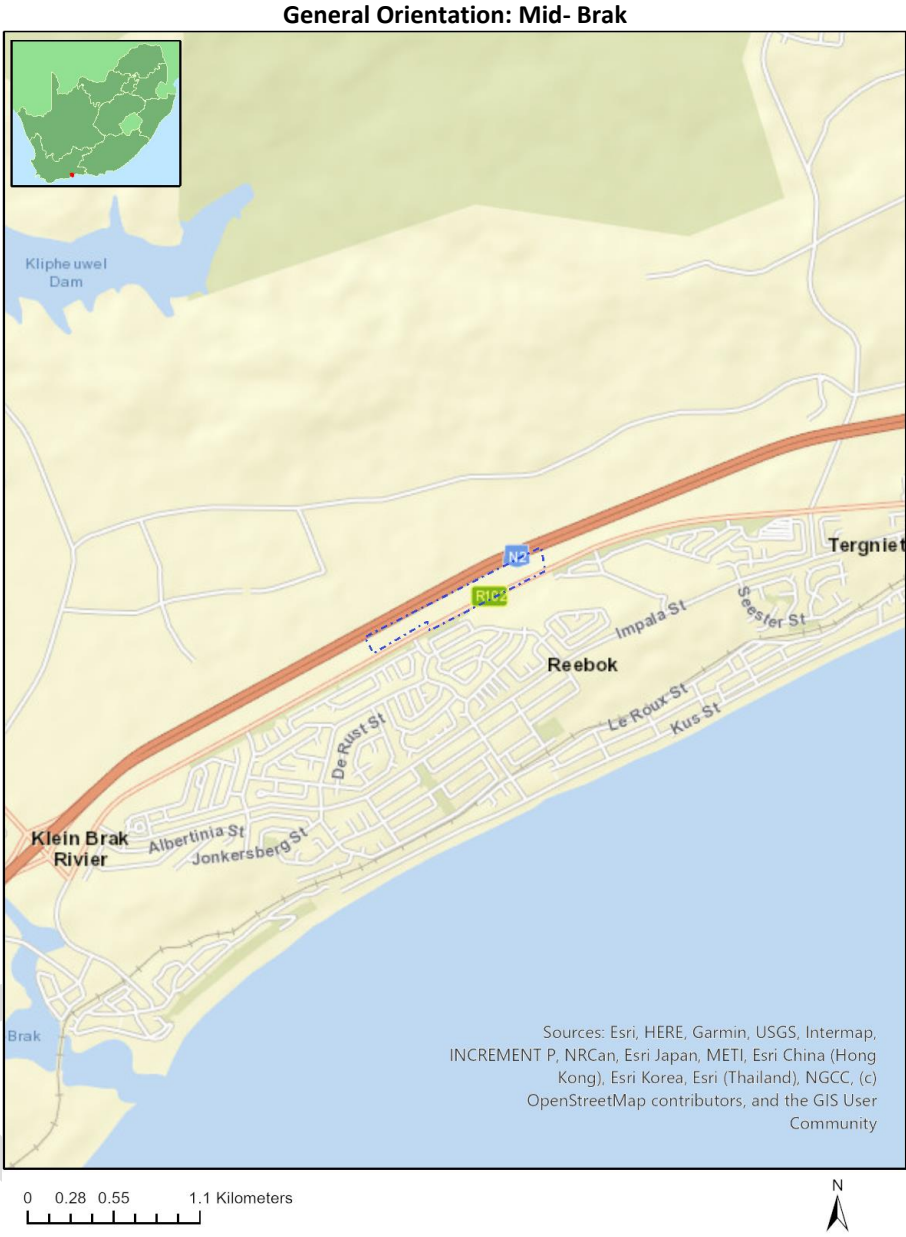 General Orientation: Mid- Brak
Klipheuwel
Dam
N2
R102
Tergniet
Impala St
Seester St
Reebok
Le Roux St
Kus St
De Rust St
Klein Brak
Rivier
Albertinia St
Jonkersberg St
Brak
Sources: Esri, HERE, Garmin, USGS, Intermap,
INCREMENT P, NRCan, Esri Japan, METI, Esri China (Hong
Kong), Esri Korea, Esri (Thailand), NGCC, (c)
OpenStreetMap contributors, and the GIS User
Community
0 0.28 0.55 1.1 Kilometers
N